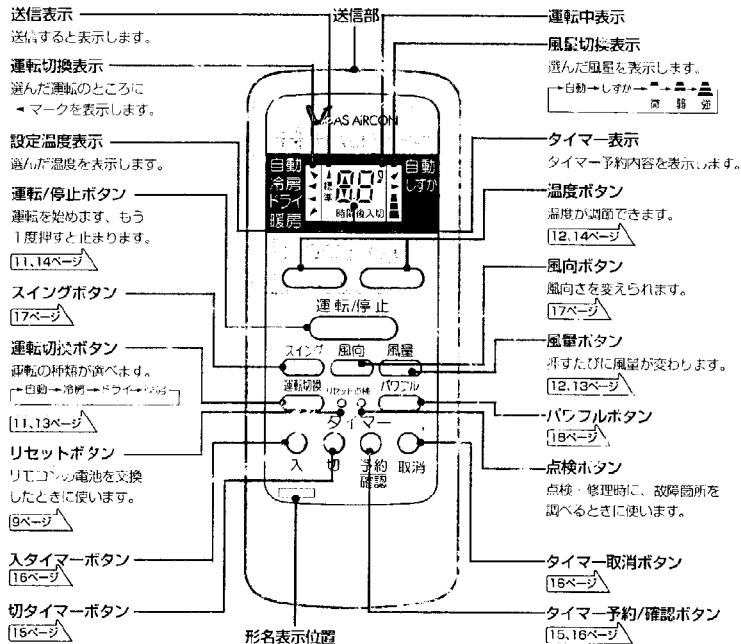 送信表示
送信すると表示します。
運転切換表示
選んだ運転のところに
◄ マークを表示します。
設定温度表示
選んだ温度を表示します。
運転/停止ボタン
運転を始めます、もう
1度押すと止まります。
11,14ページ
スイングボタン
17ページ
運転切換ボタン
運転の種類が選べます。
自動→冷房→ドライ→暖房
11,13ページ
リセットボタン
リモコンの電池を交換
したときに使います。
9ページ
入タイマーボタン
16ページ
切タイマーボタン
15ページ
送信部
AS AiRCON
自動
冷房
ドライ
暖房
標準
時間後入切
自動
しずか
運転/停止
スイング
風向
風量
運転切換
リセット
点検
パワフル
タイマー
入
切
予約
確認
取消
形名表示位置
運転中表示
風量切換表示
選んだ風量を表示します。
自動→しずか→
微 弱 強
タイマー表示
タイマー予約内容を表示します。
温度ボタン
温度が調節できます。
12,14ページ
風向ボタン
風向きを変えられます。
17ページ
風量ボタン
押すたびに風量が変わります。
12,13ページ
パワフルボタン
18ページ
点検ボタン
点検・修理時に、故障箇所を
調べるときに使います。
タイマー取消ボタン
16ページ
タイマー予約/確認ボタン
15,16ページ